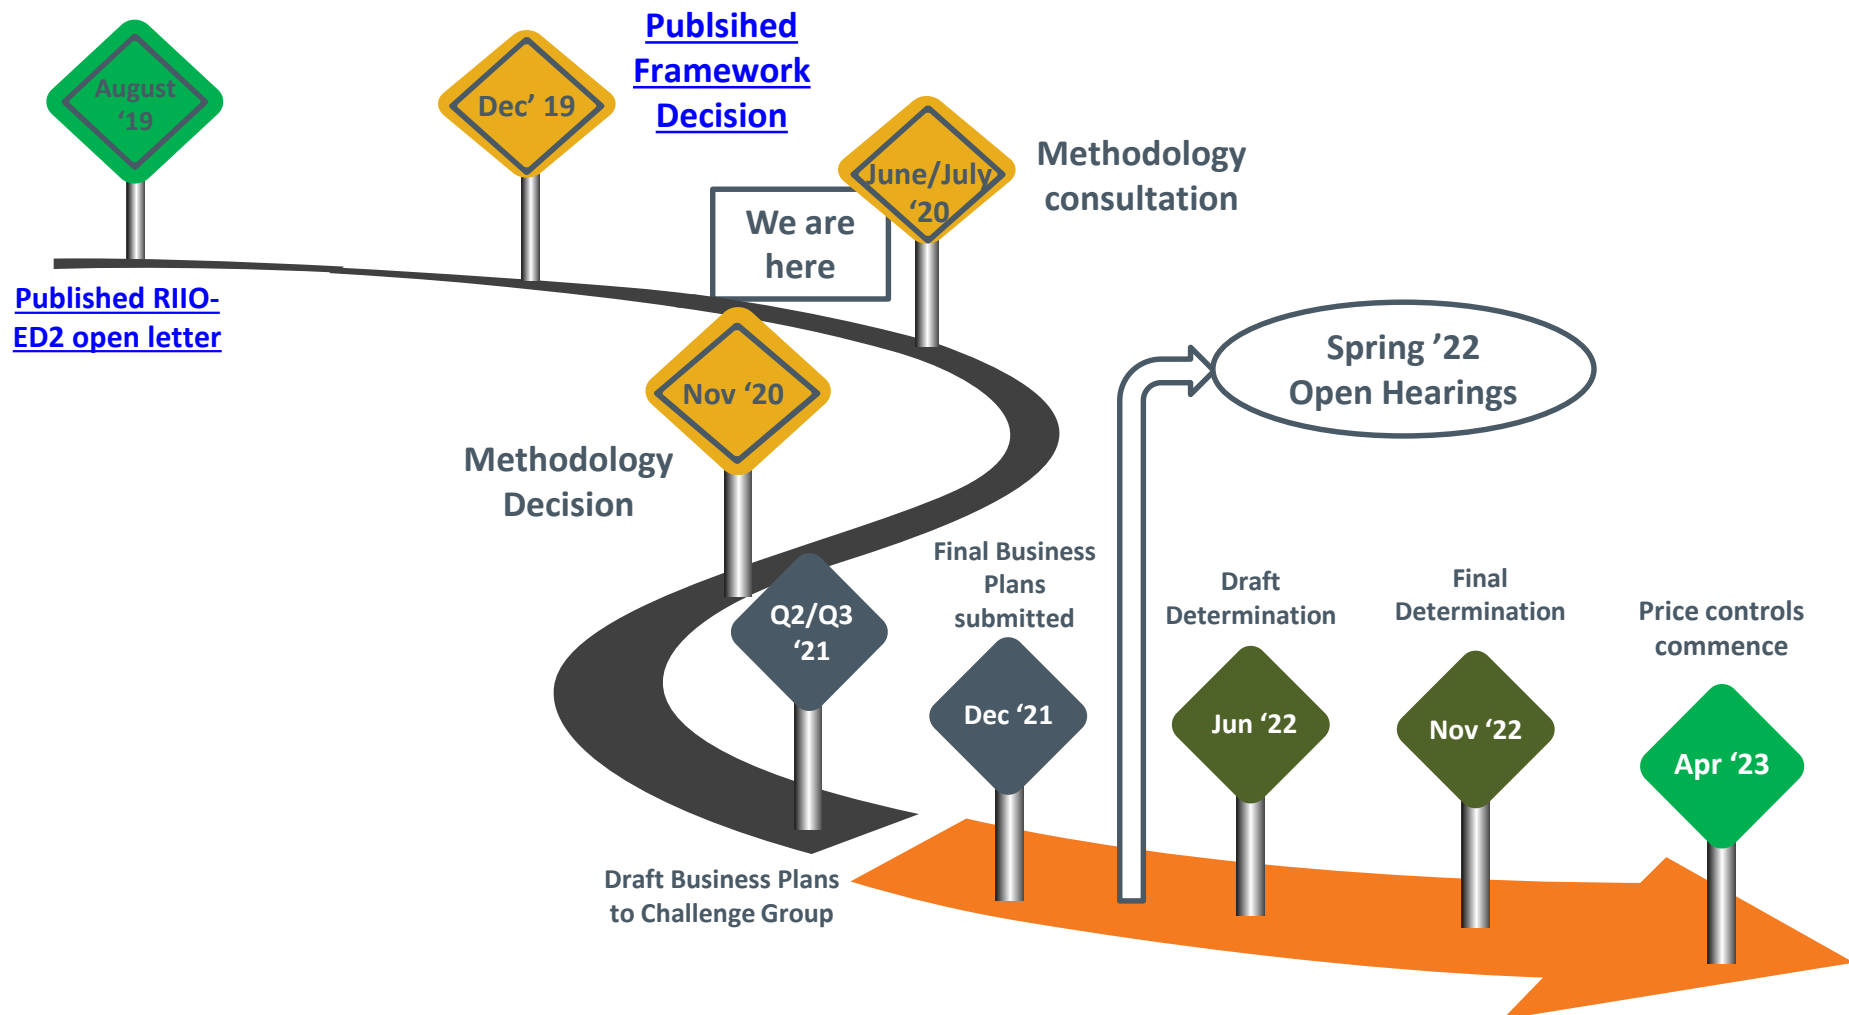 August
‘19
Published RIIO-
ED2 open letter
Dec’ 19
Publsihed
Framework
Decision
We are
here
June/July
‘20
Methodology
consultation
Nov ‘20
Methodology
Decision
Q2/Q3
‘21
Draft Business Plans
to Challenge Group
Final Business
Plans
submitted
Dec ‘21
Spring ’22
Open Hearings
Draft
Determination
Jun ‘22
Final
Determination
Nov ‘22
Price controls
commence
Apr ‘23